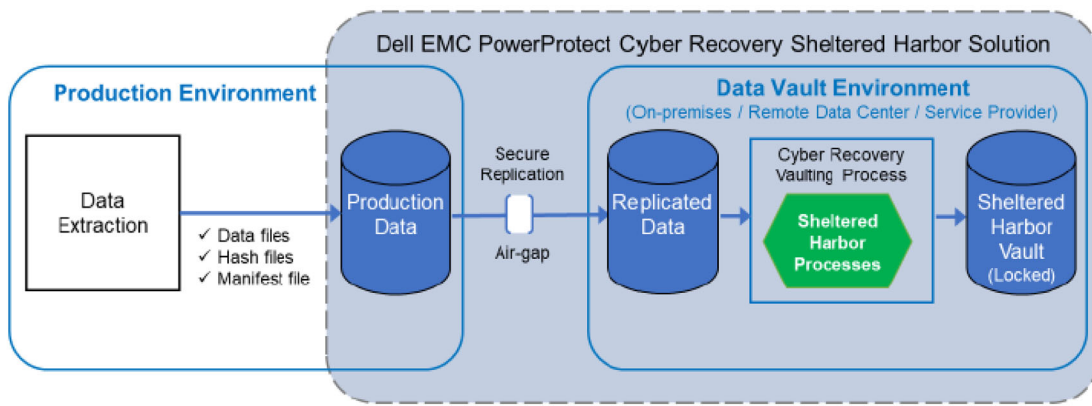 Dell EMC PowerProtect Cyber Recovery Sheltered Harbor Solution
Production Environment
Data Vault Environment
(On-premises / Remote Data Center / Service Provider)
Data
Extraction
✓ Data files
✓ Hash files
✓ Manifest file
Production
Data
Secure
Replication
Air-gap
Replicated
Data
Cyber Recovery
Vaulting Process
Sheltered
Harbor
Processes
Sheltered
Harbor
Vault
(Locked)